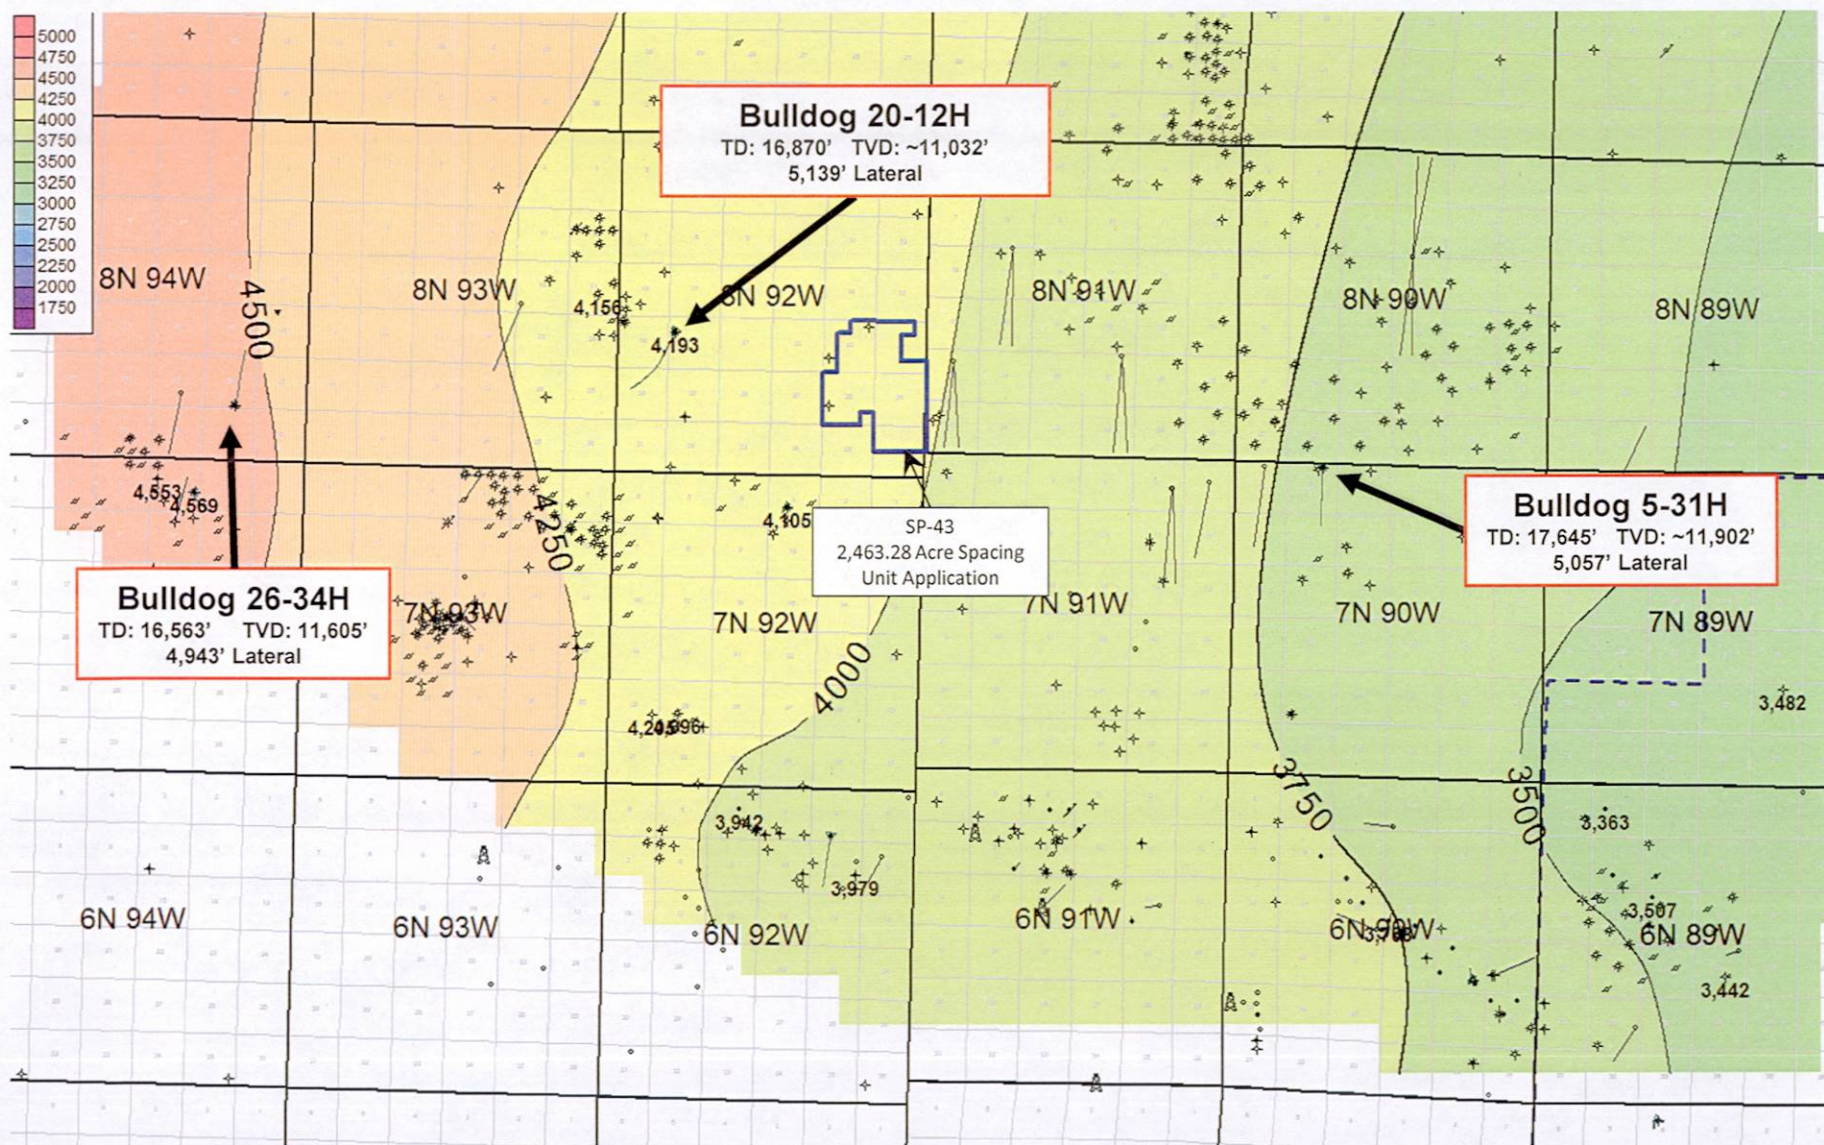 5000
4750
4500
4250
4000
3750
3500
3250
3000
2750
2500
2250
2000
1750
Bulldog 20-12H
TD: 16,870’ TVD: ~11,032’
5,139’ Lateral
8N 94W
8N 93W
8N 92W
8N 91W
8N 90W
8N 89W
4500
4,156
4,193
4,553
4,569
4250
4,105
SP-43
2,463.28 Acre Spacing
Unit Application
Bulldog 5-31H
TD: 17,645’ TVD: ~11,902’
5,057’ Lateral
Bulldog 26-34H
TD: 16,563’ TVD: 11,605’
4,943’ Lateral
7N 93W
7N 92W
7N 91W
7N 90W
7N 89W
4000
3,482
3750
3500
3,942
3,363
3,979
3,507
6N 94W
6N 93W
6N 92W
6N 91W
6N 90W
6N 89W
3,442